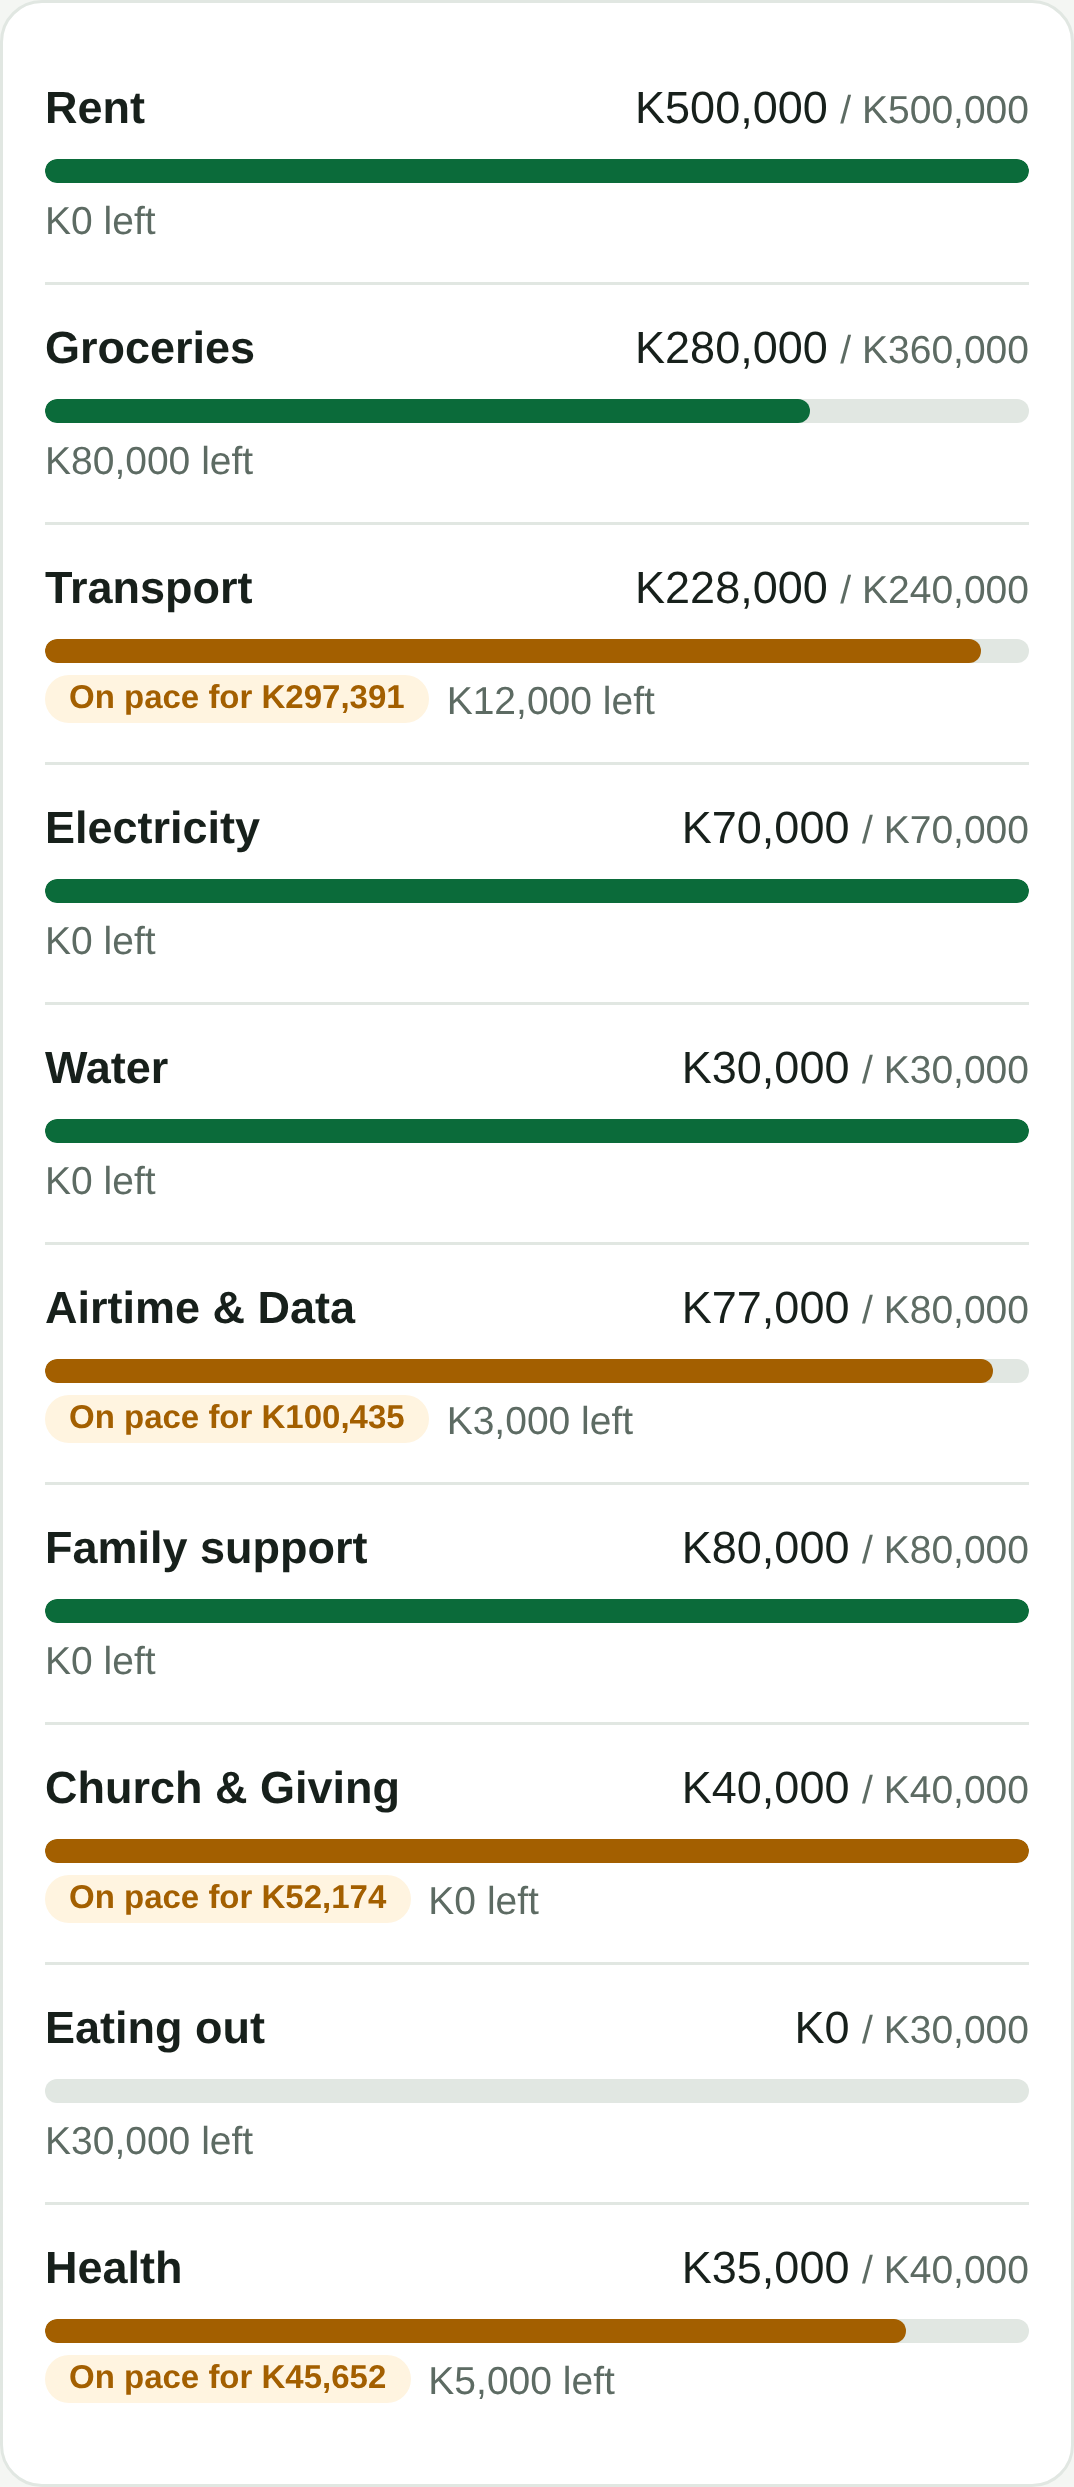 Rent K500,000 / K500,000
K0 left
Groceries K280,000 / K360,000
K80,000 left
Transport K228,000 / K240,000
On pace for K297,391 K12,000 left
Electricity K70,000 / K70,000
K0 left
Water K30,000 / K30,000
K0 left
Airtime & Data K77,000 / K80,000
On pace for K100,435 K3,000 left
Family support K80,000 / K80,000
K0 left
Church & Giving K40,000 / K40,000
On pace for K52,174 K0 left
Eating out K0 / K30,000
K30,000 left
Health K35,000 / K40,000
On pace for K45,652 K5,000 left